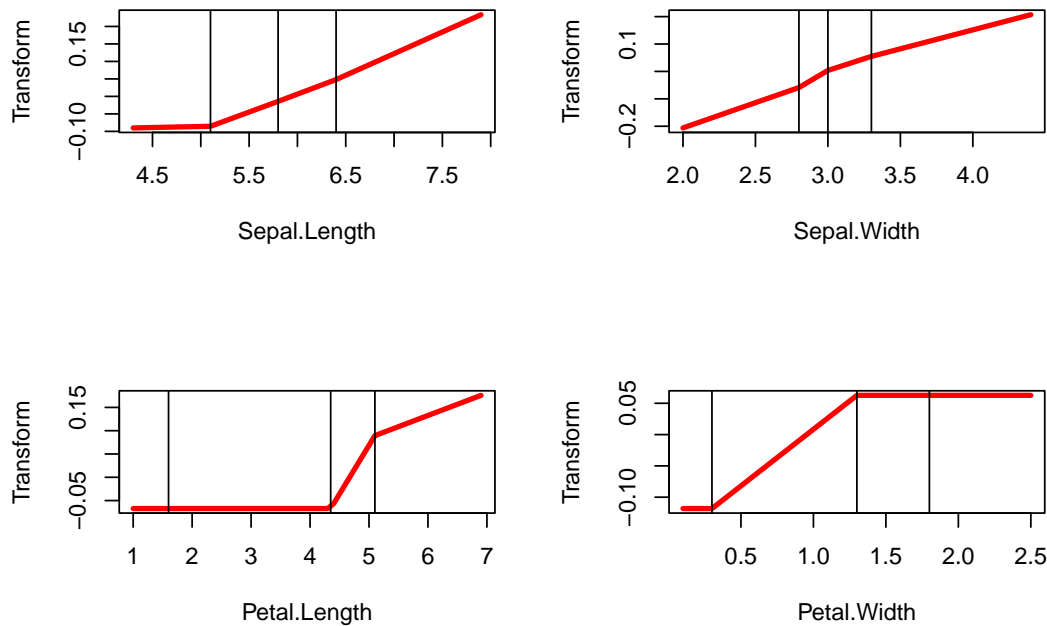 Transform
0.15
−0.10
4.5 5.5 6.5 7.5
Sepal.Length
Transform
0.1
−0.2
2.0 2.5 3.0 3.5 4.0
Sepal.Width
Transform
0.15
−0.05
1 2 3 4 5 6 7
Petal.Length
Transform
0.05
−0.10
0.5 1.0 1.5 2.0 2.5
Petal.Width